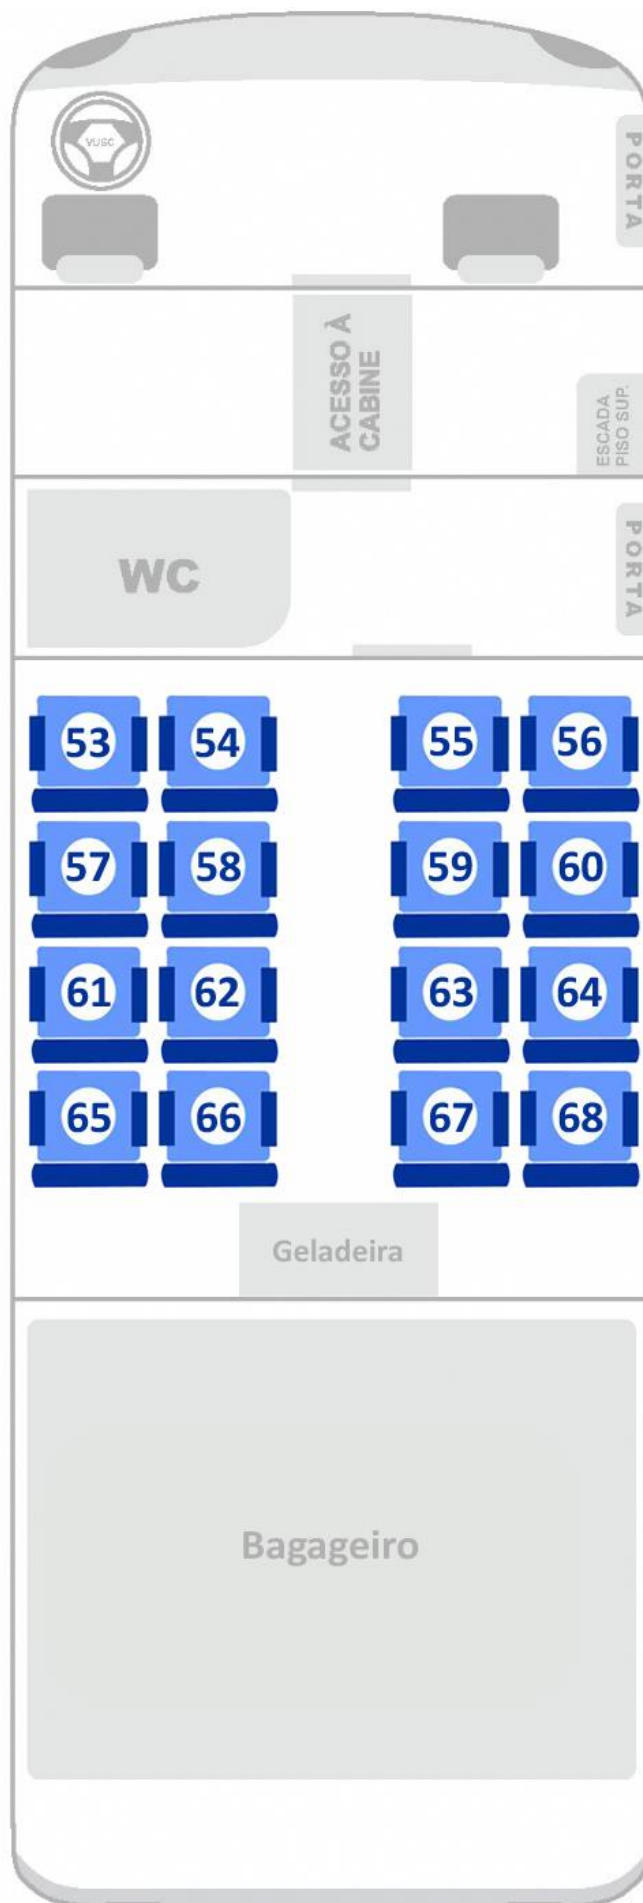 VUSC
PORTA
ACESSO À
CABINE
ESCADA
PISO SUP.
WC
PORTA
53 54 55 56
57 58 59 60
61 62 63 64
65 66 67 68
Geladeira
Bagageiro